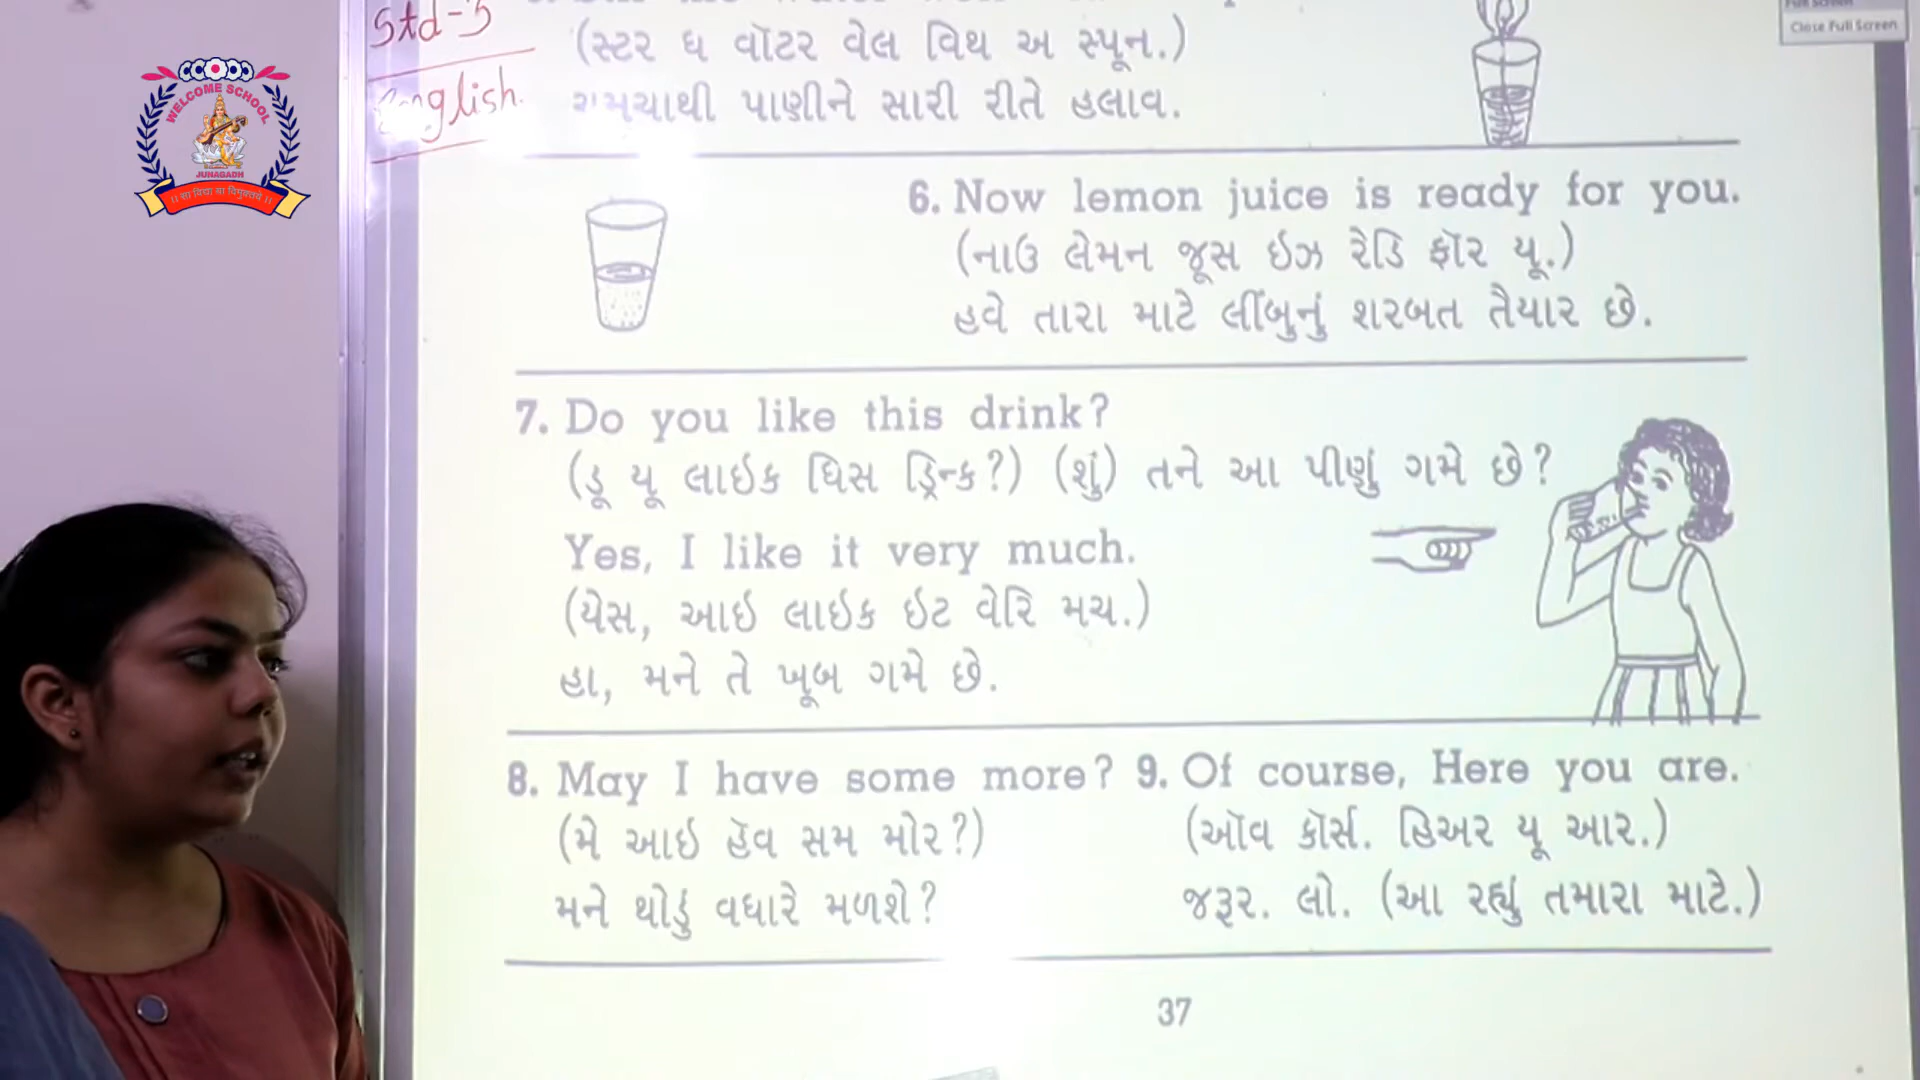 Std-5
English.
WELCOME SCHOOL
JUNAGADH
|| सा विद्या या विमुक्तये ||
Close Full Screen
(સ્ટર ધ વૉટર વેલ વિથ અ સ્પૂન.)
ચમચાથી પાણીને સારી રીતે હલાવ.
6. Now lemon juice is ready for you.
(નાઉ લેમન જૂસ ઇઝ રેડિ ફૉર યૂ.)
હવે તારા માટે લીંબુનું શરબત તૈયાર છે.
7. Do you like this drink?
(ડૂ યૂ લાઇક ધિસ ડ્રિન્ક?) (શું) તને આ પીણું ગમે છે?
Yes, I like it very much.
(યેસ, આઇ લાઇક ઇટ વેરિ મચ.)
હા, મને તે ખૂબ ગમે છે.
8. May I have some more?
(મે આઇ હૅવ સમ મોર?)
મને થોડું વધારે મળશે?
9. Of course, Here you are.
(ઑવ કૉર્સ. હિઅર યૂ આર.)
જરૂર. લો. (આ રહ્યું તમારા માટે.)
37